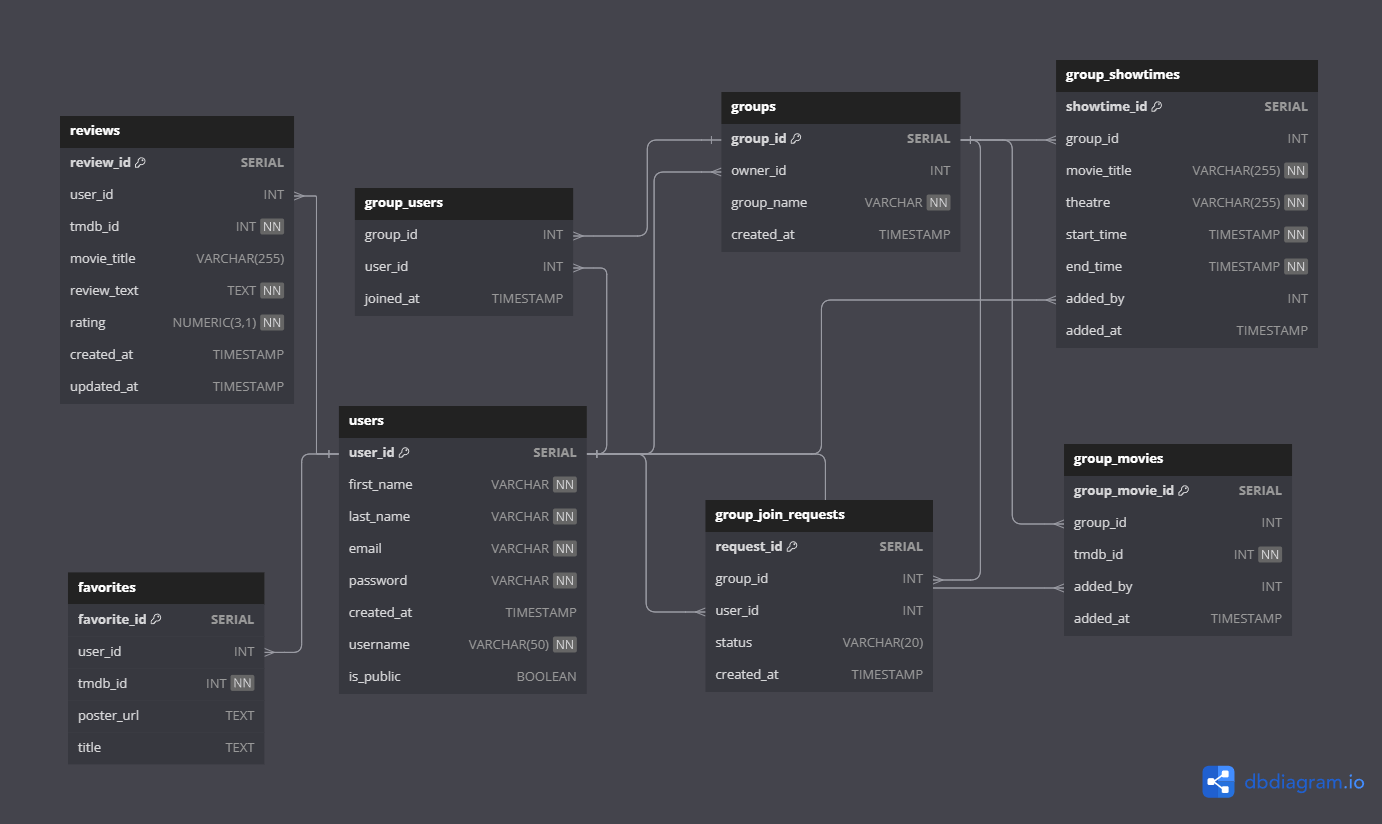 reviews
review_id SERIAL
user_id INT
tmdb_id INT NN
movie_title VARCHAR(255)
review_text TEXT NN
rating NUMERIC(3,1) NN
created_at TIMESTAMP
updated_at TIMESTAMP
favorites
favorite_id SERIAL
user_id INT
tmdb_id INT NN
poster_url TEXT
title TEXT
group_users
group_id INT
user_id INT
joined_at TIMESTAMP
users
user_id SERIAL
first_name VARCHAR NN
last_name VARCHAR NN
email VARCHAR NN
password VARCHAR NN
created_at TIMESTAMP
username VARCHAR(50) NN
is_public BOOLEAN
groups
group_id SERIAL
owner_id INT
group_name VARCHAR NN
created_at TIMESTAMP
group_join_requests
request_id SERIAL
group_id INT
user_id INT
status VARCHAR(20)
created_at TIMESTAMP
group_showtimes
showtime_id SERIAL
group_id INT
movie_title VARCHAR(255) NN
theatre VARCHAR(255) NN
start_time TIMESTAMP NN
end_time TIMESTAMP NN
added_by INT
added_at TIMESTAMP
group_movies
group_movie_id SERIAL
group_id INT
tmdb_id INT NN
added_by INT
added_at TIMESTAMP
dbdiagram.io